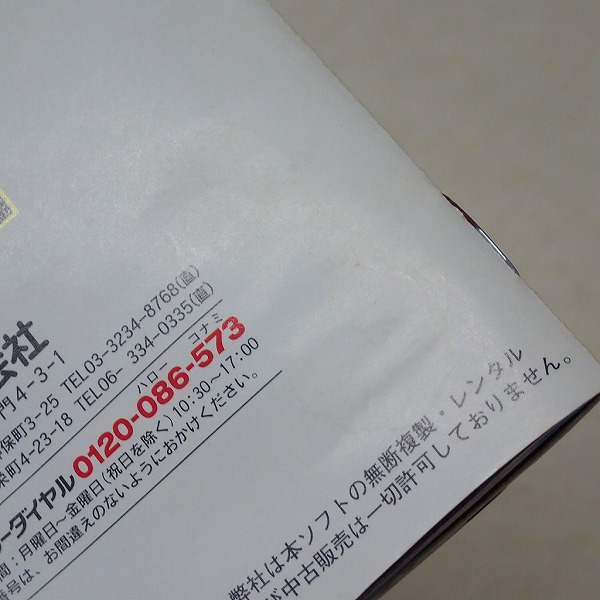 会社
門4-3-1
保町3-25 TEL03-3234-8768(直)
栄町4-23-18 TEL06- 334-0335(直)
ハロー コナミ
ーダイヤル 0120-086-573
間：月曜日～金曜日(祝日を除く)10:30～17:00
番号は、お間違えのないようにおかけください。
弊社は本ソフトの無断複製・レンタル
び中古販売は一切許可しておりません。